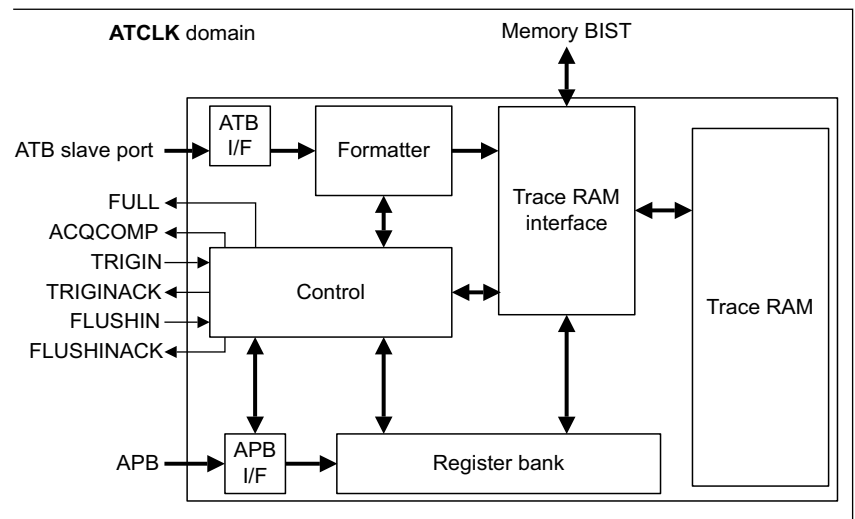 ATCLK domain
Memory BIST
ATB slave port
ATB
I/F
Formatter
Trace RAM
interface
FULL
ACQCOMP
TRIGIN
TRIGINACK
FLUSHIN
FLUSHINACK
Control
Trace RAM
APB
APB
I/F
Register bank